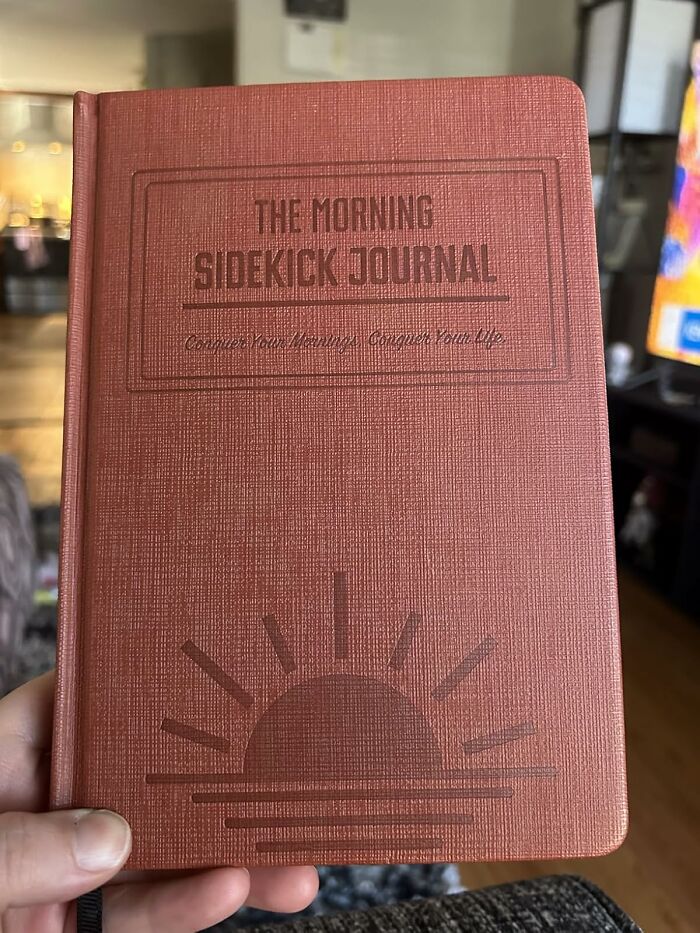 THE MORNING
SIDEKICK JOURNAL
Conquer Your Mornings. Conquer Your Life.